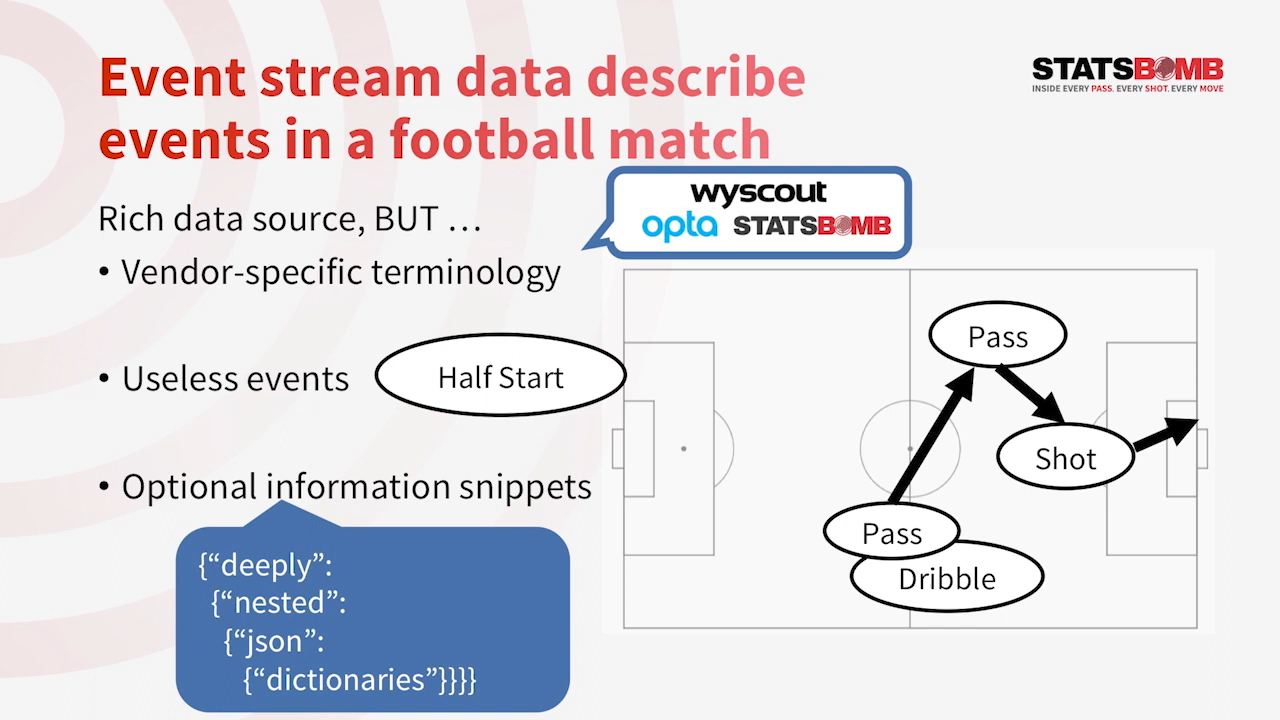 Event stream data describe
events in a football match
STATSBOMB
INSIDE EVERY PASS. EVERY SHOT. EVERY MOVE
wyscout
opta STATSBOMB
Rich data source, BUT …
• Vendor-specific terminology
• Useless events
Half Start
• Optional information snippets
{“deeply”:
{“nested”:
{“json”:
{“dictionaries”}}}}
Pass
Shot
Pass
Dribble